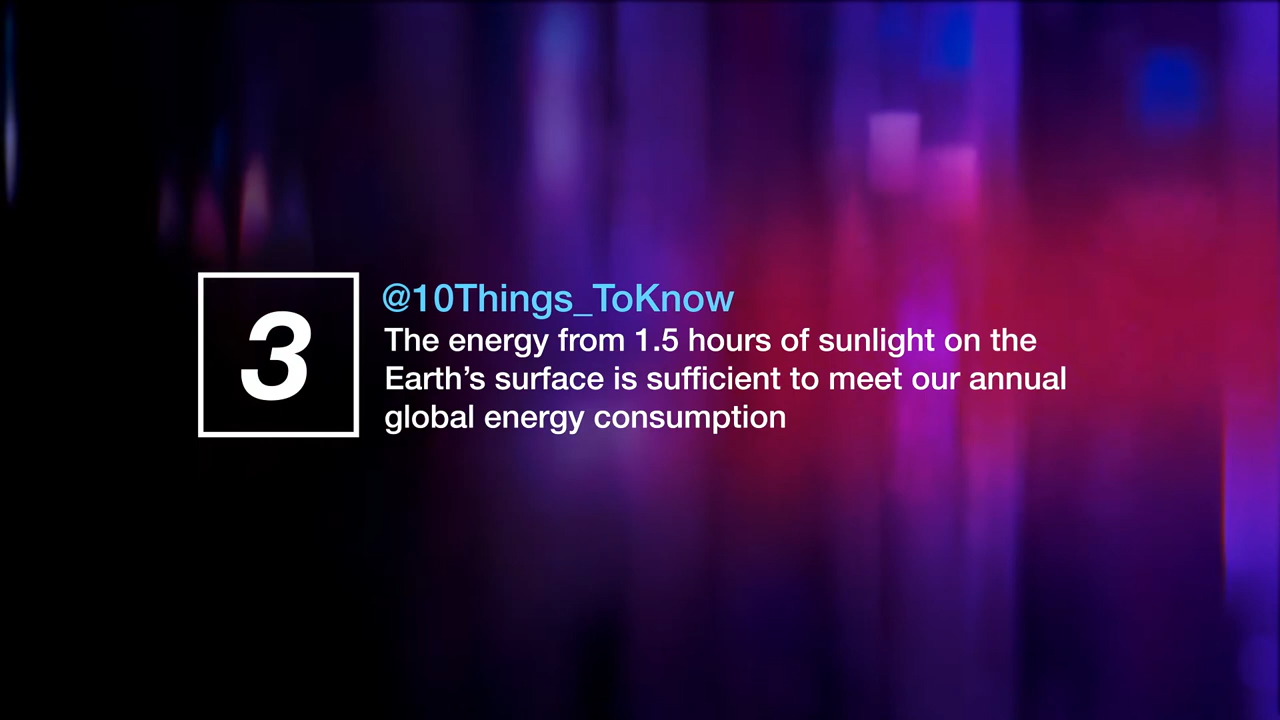 3
@10Things_ToKnow
The energy from 1.5 hours of sunlight on the
Earth’s surface is sufficient to meet our annual
global energy consumption